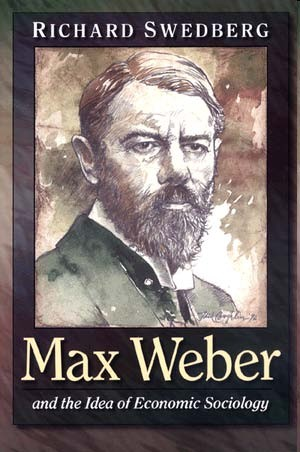 RICHARD SWEDBERG
Max Weber
and the Idea of Economic Sociology